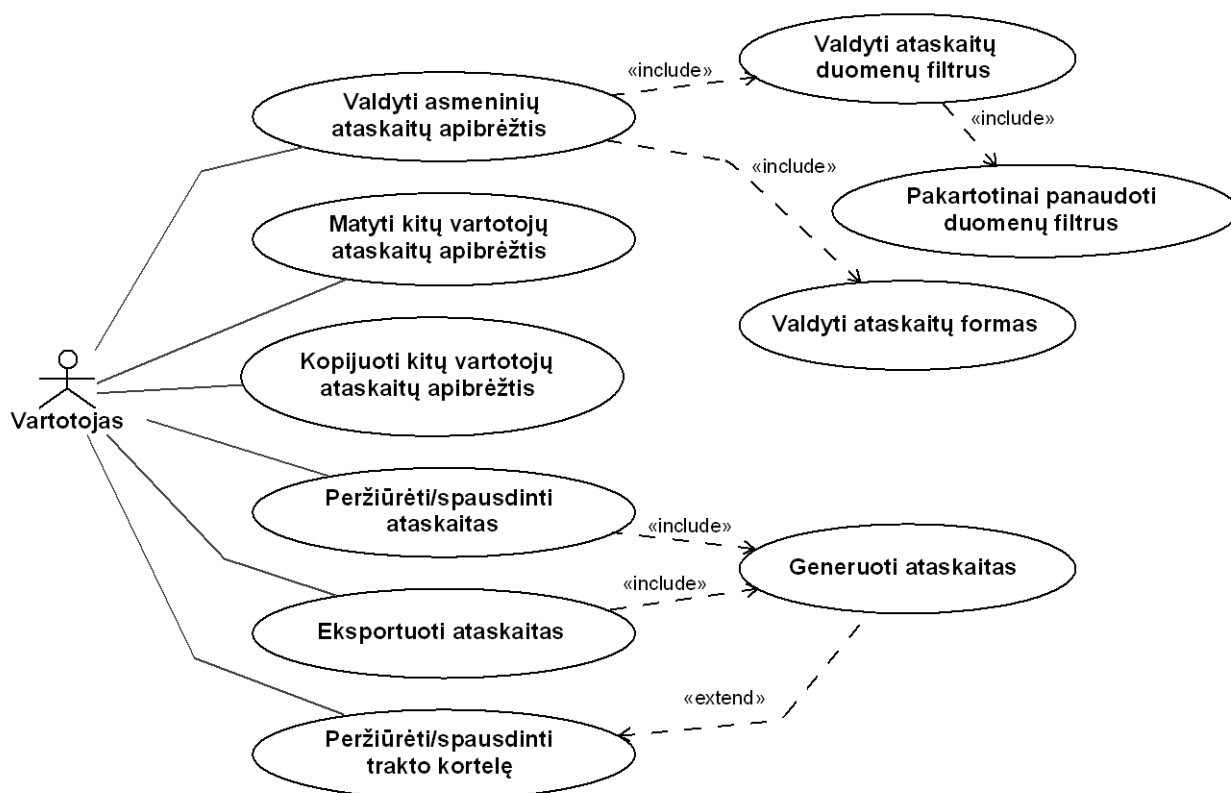 Valdyti ataskaitų
duomenų filtrus
«include»
Valdyti asmeninių
ataskaitų apibrėžtis
«include»
«include»
Pakartotinai panaudoti
duomenų filtrus
Matyti kitų vartotojų
ataskaitų apibrėžtis
Valdyti ataskaitų formas
Kopijuoti kitų vartotojų
ataskaitų apibrėžtis
Vartotojas
Peržiūrėti/spausdinti
ataskaitas
«include»
Generuoti ataskaitas
«include»
Eksportuoti ataskaitas
«extend»
Peržiūrėti/spausdinti
trakto kortelę